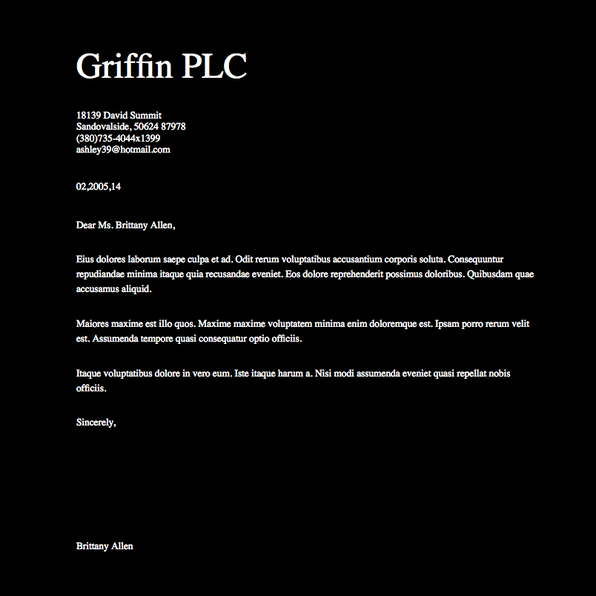 Griffin PLC
18139 David Summit
Sandovalside, 50624 87978
(380)735-4044x1399
ashley39@hotmail.com
02,2005,14
Dear Ms. Brittany Allen,
Eius dolores laborum saepe culpa et ad. Odit rerum voluptatibus accusantium corporis soluta. Consequuntur
repudiandae minima itaque quia recusandae eveniet. Eos dolore reprehenderit possimus doloribus. Quibusdam quae
accusamus aliquid.
Maiores maxime est illo quos. Maxime maxime voluptatem minima enim doloremque est. Ipsam porro rerum velit
est. Assumenda tempore quasi consequatur optio officiis.
Itaque voluptatibus dolore in vero eum. Iste itaque harum a. Nisi modi assumenda eveniet quasi repellat nobis
officiis.
Sincerely,
Brittany Allen